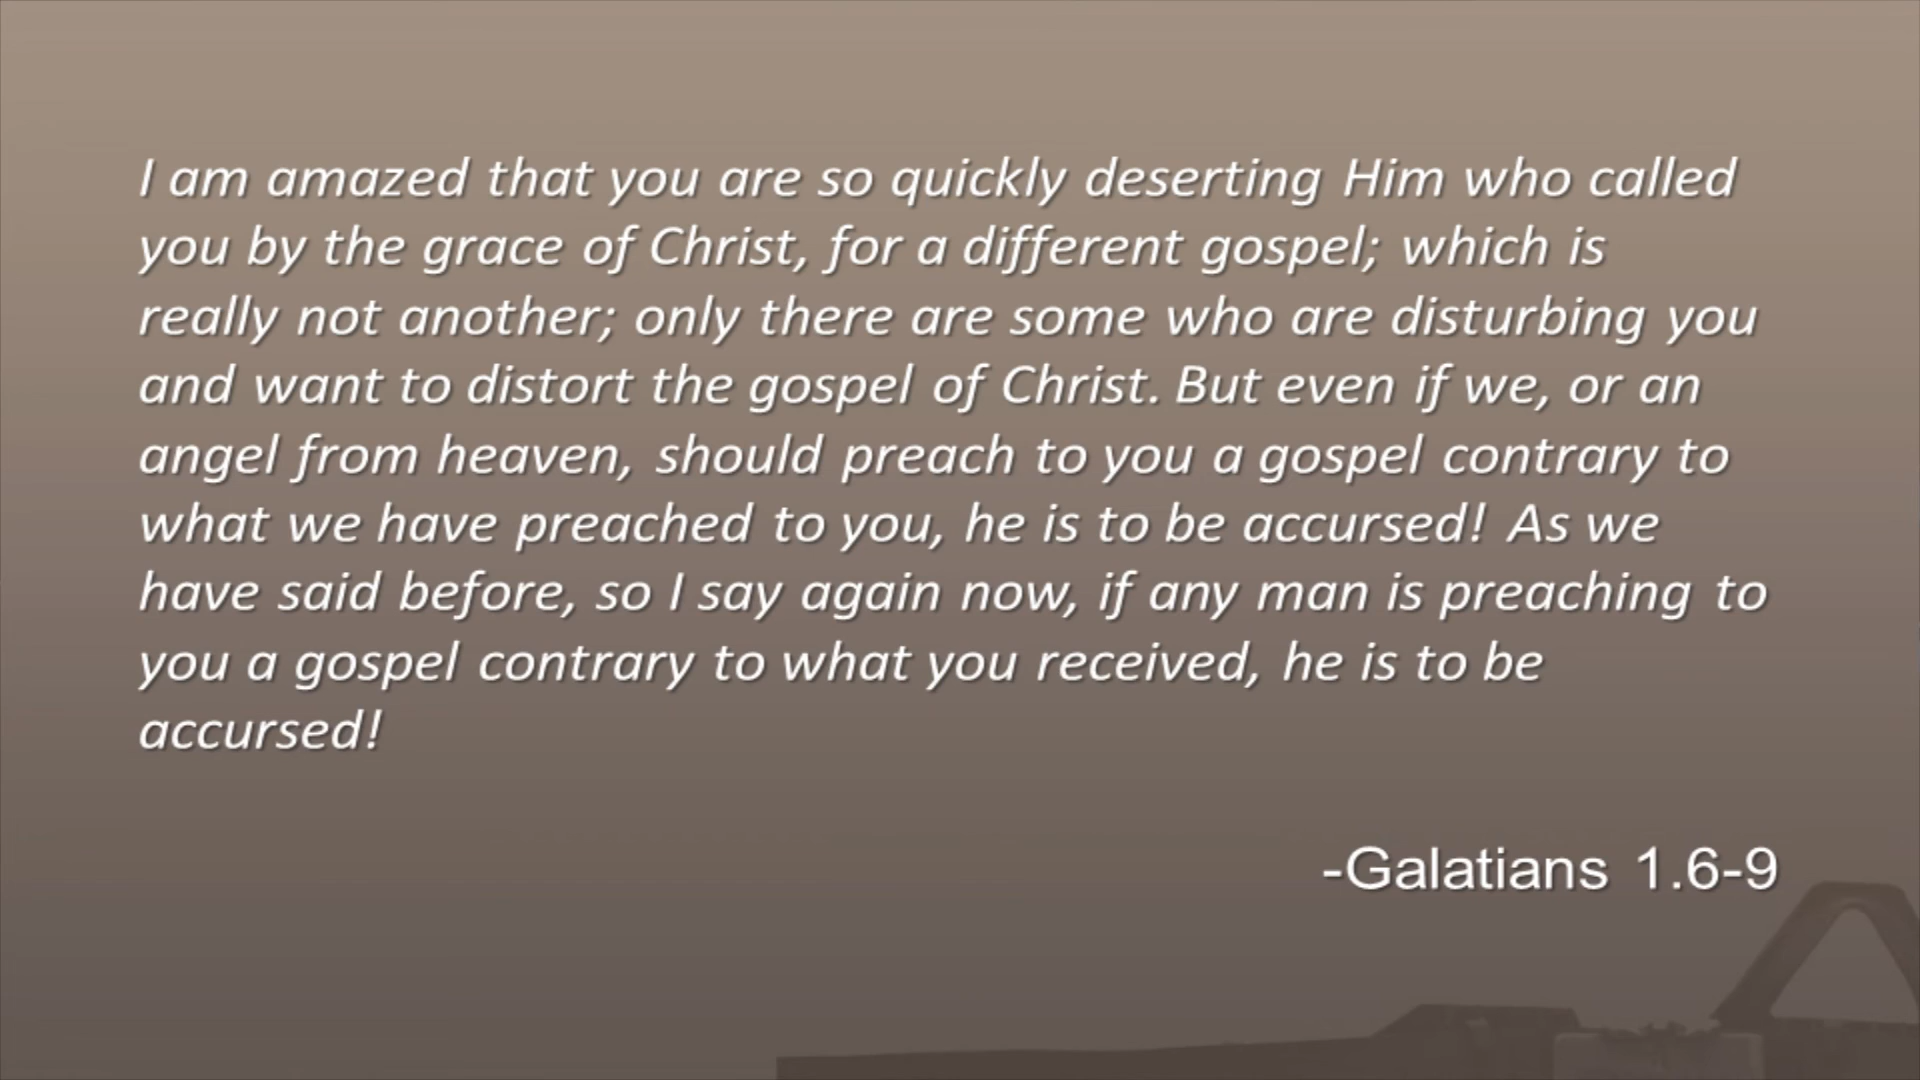 I am amazed that you are so quickly deserting Him who called
you by the grace of Christ, for a different gospel; which is
really not another; only there are some who are disturbing you
and want to distort the gospel of Christ. But even if we, or an
angel from heaven, should preach to you a gospel contrary to
what we have preached to you, he is to be accursed! As we
have said before, so I say again now, if any man is preaching to
you a gospel contrary to what you received, he is to be
accursed!
-Galatians 1.6-9